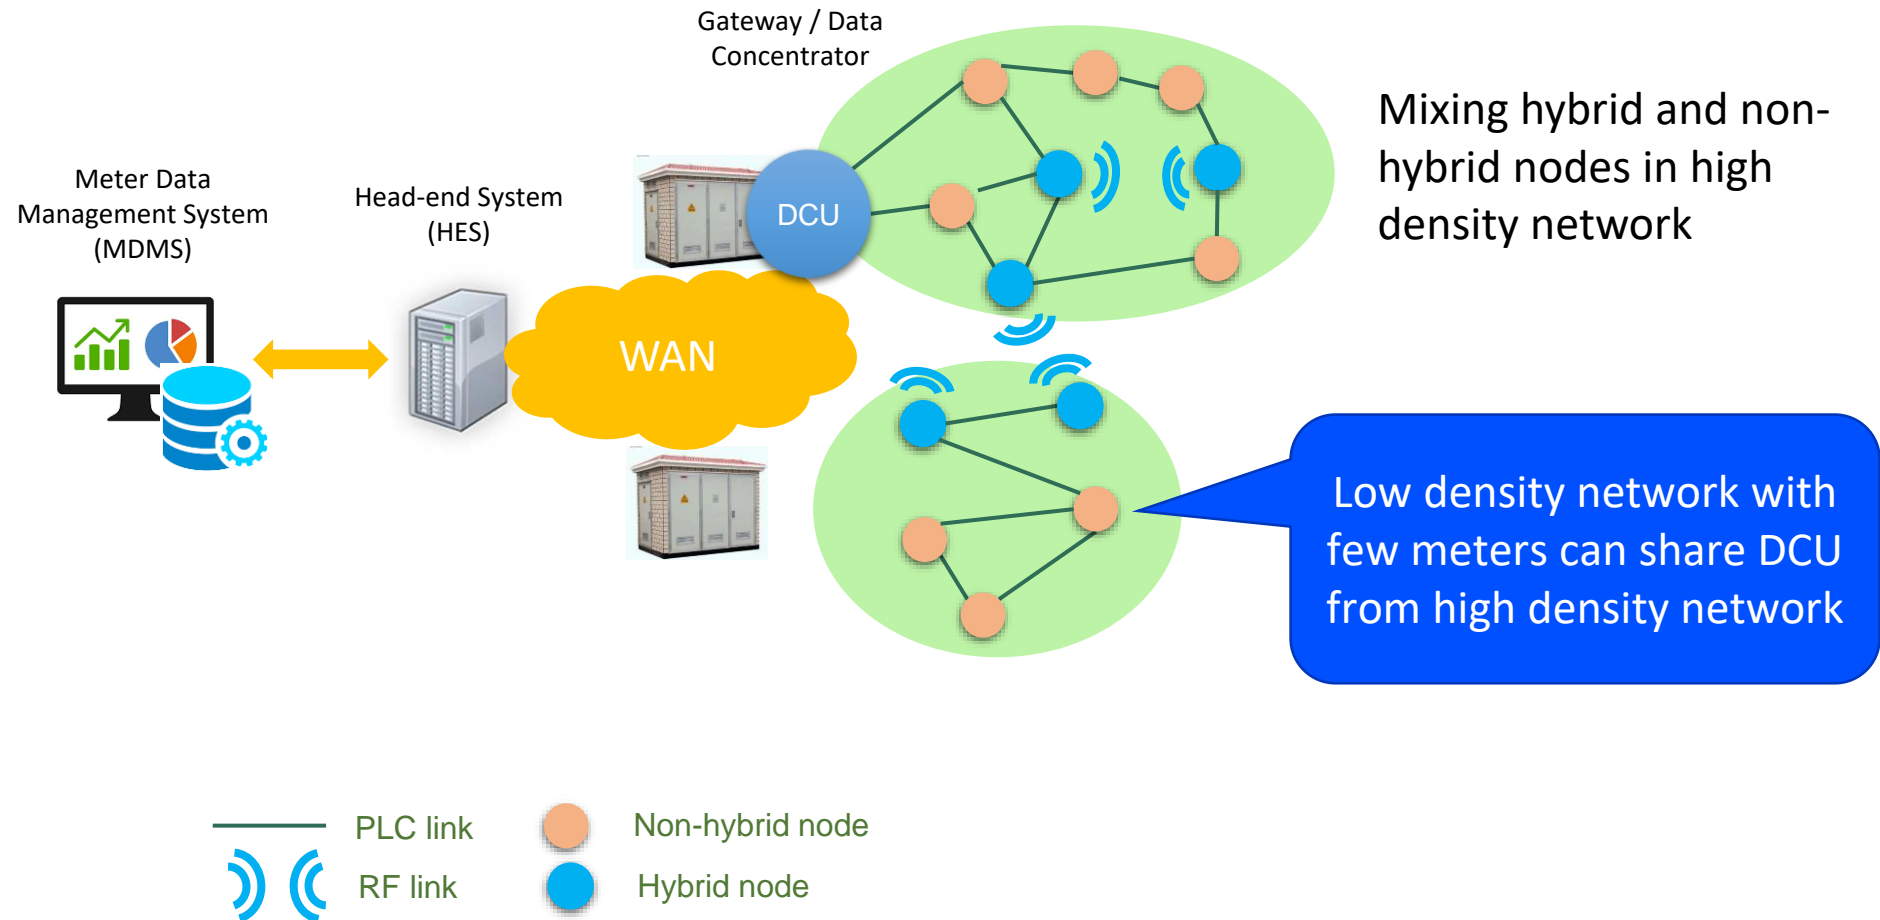 Gateway / Data
Concentrator
Mixing hybrid and non-
hybrid nodes in high
density network
Meter Data
Management System
(MDMS)
Head-end System
(HES)
DCU
WAN
Low density network with
few meters can share DCU
from high density network
PLC link
Non-hybrid node
RF link
Hybrid node